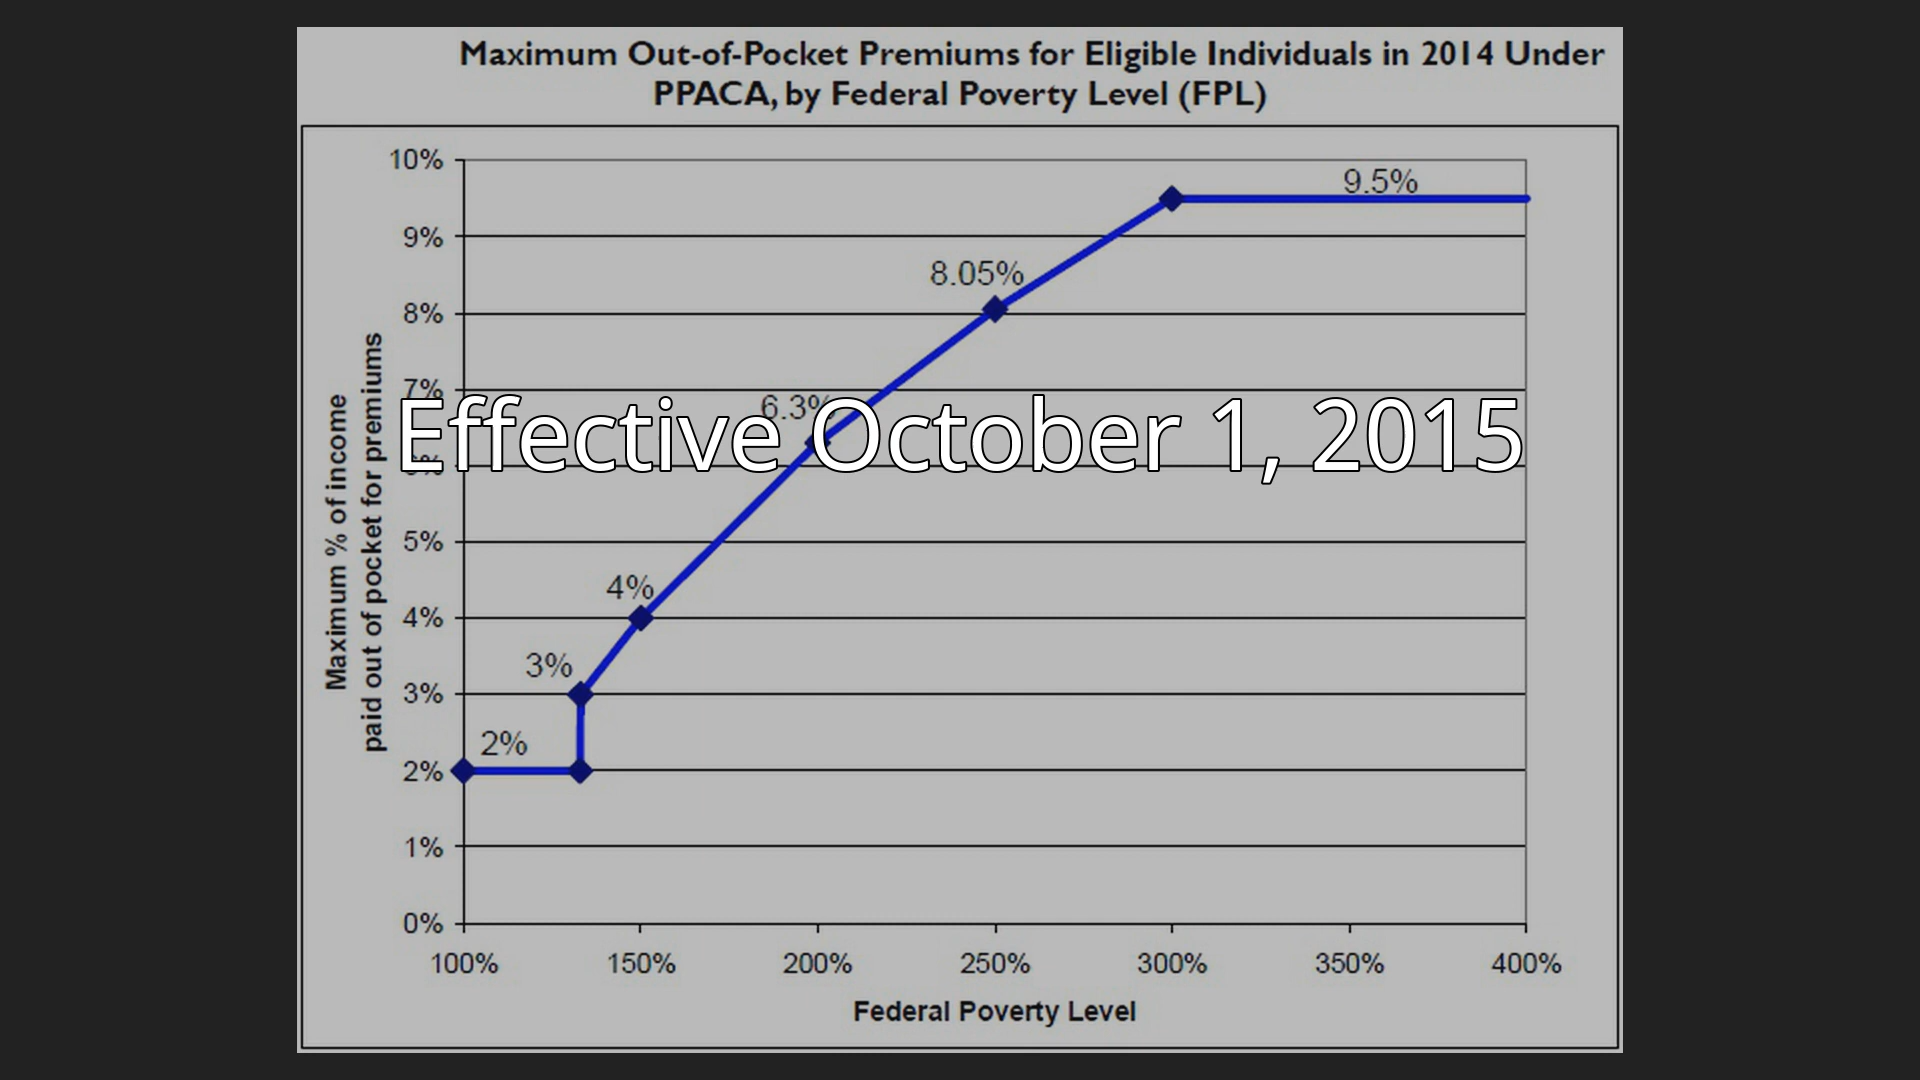 Maximum Out-of-Pocket Premiums for Eligible Individuals in 2014 Under
PPACA, by Federal Poverty Level (FPL)
10%
9.5%
9%
8.05%
8%
7%
6.3%
Effective October 1, 2015
6%
5%
4%
4%
3%
3%
2%
2%
1%
0%
Maximum % of income
paid out of pocket for premiums
100% 150% 200% 250% 300% 350% 400%
Federal Poverty Level